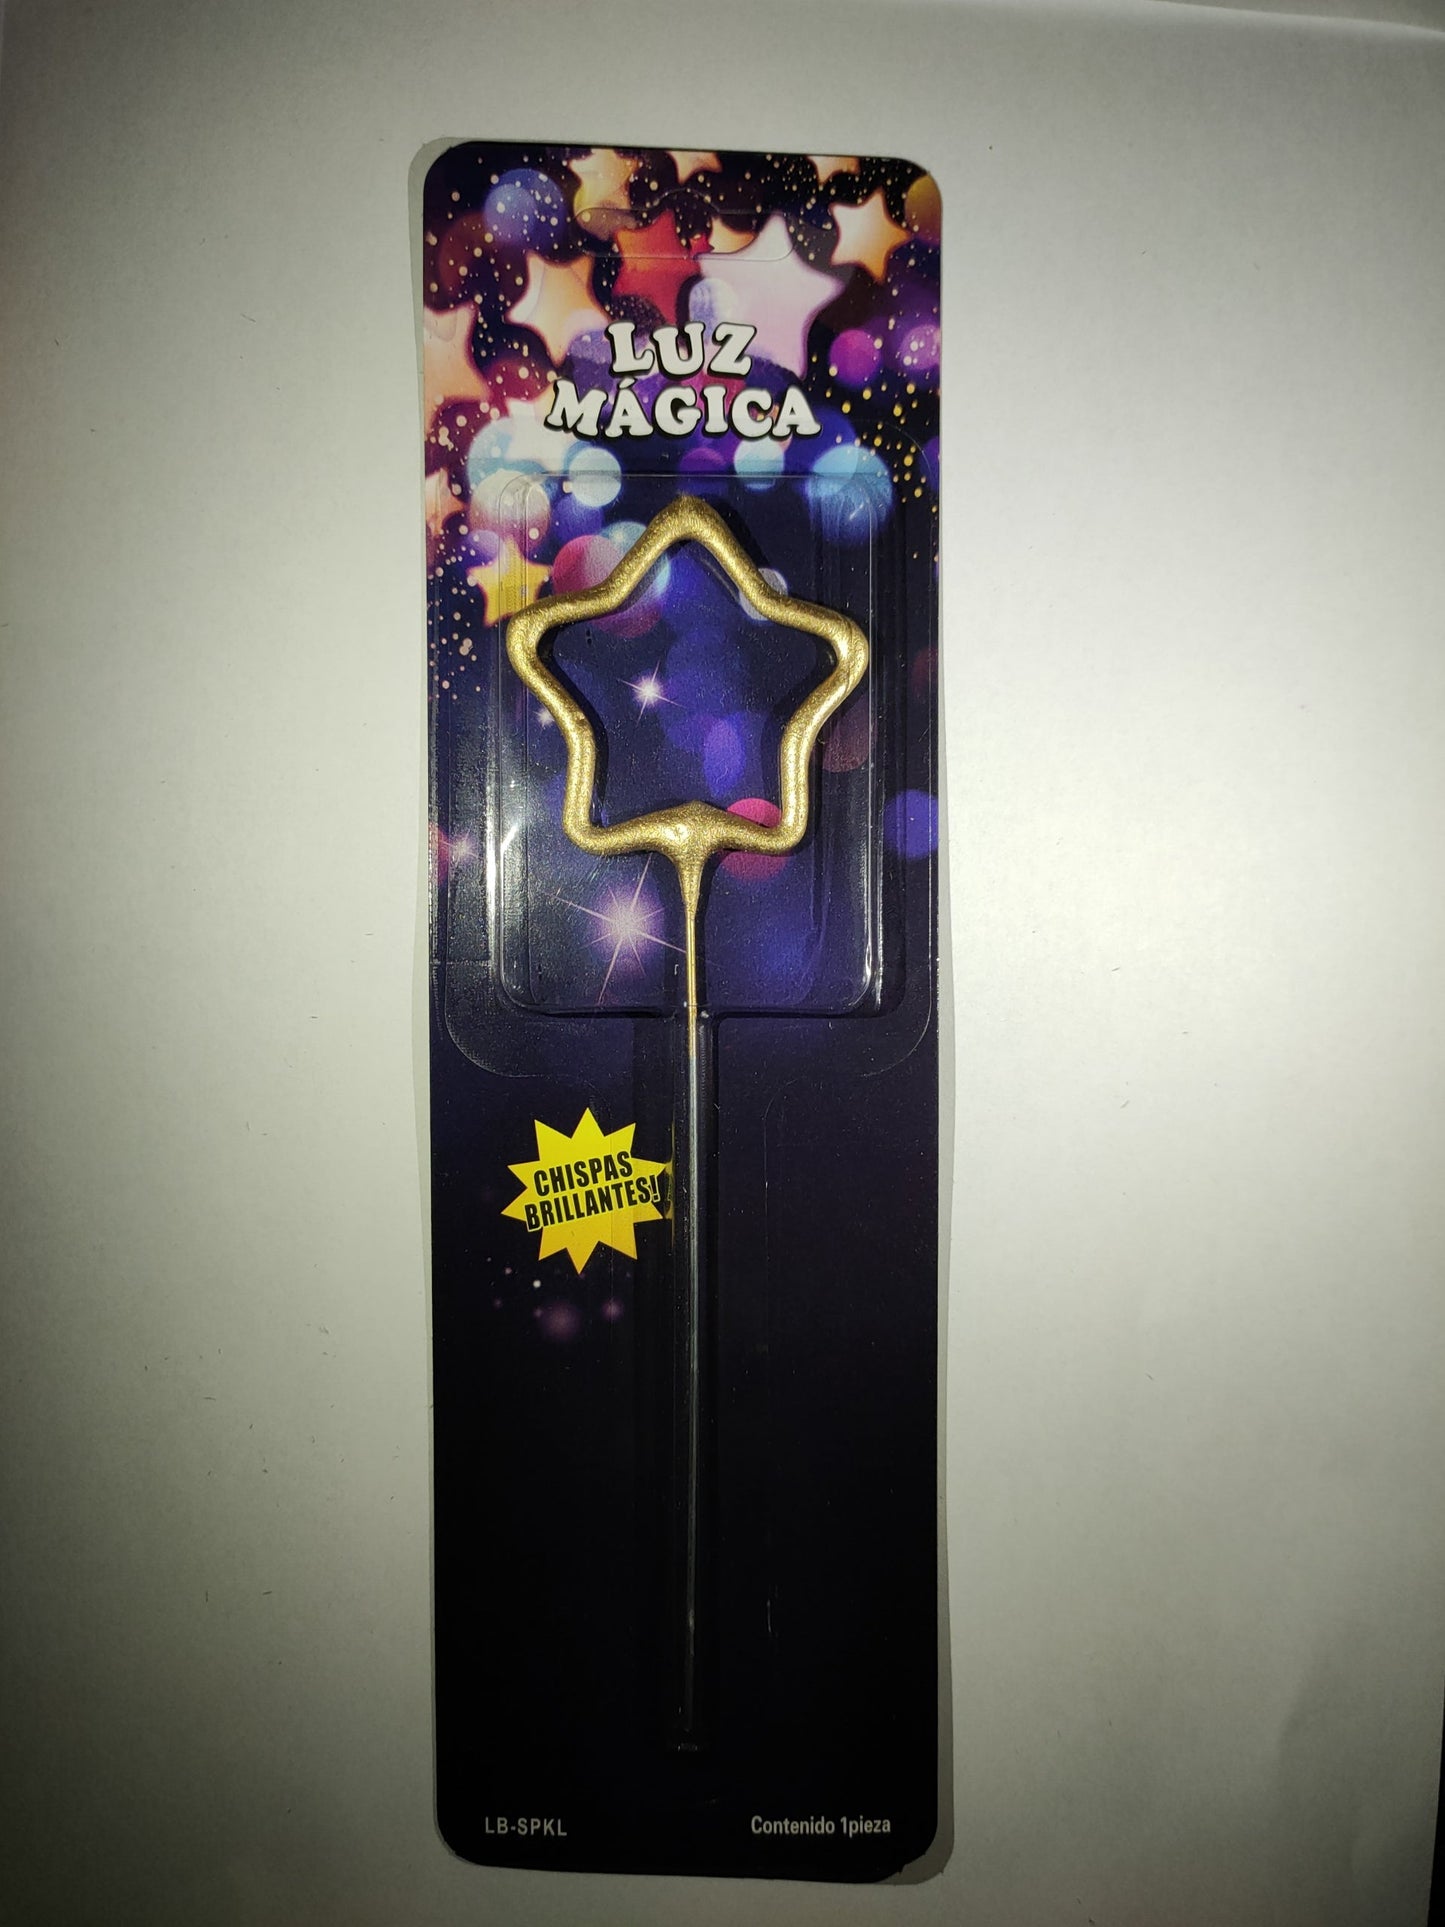 LUZ
MÁGICA
CHISPAS
BRILLANTES!
LB-SPKL
Contenido 1pieza